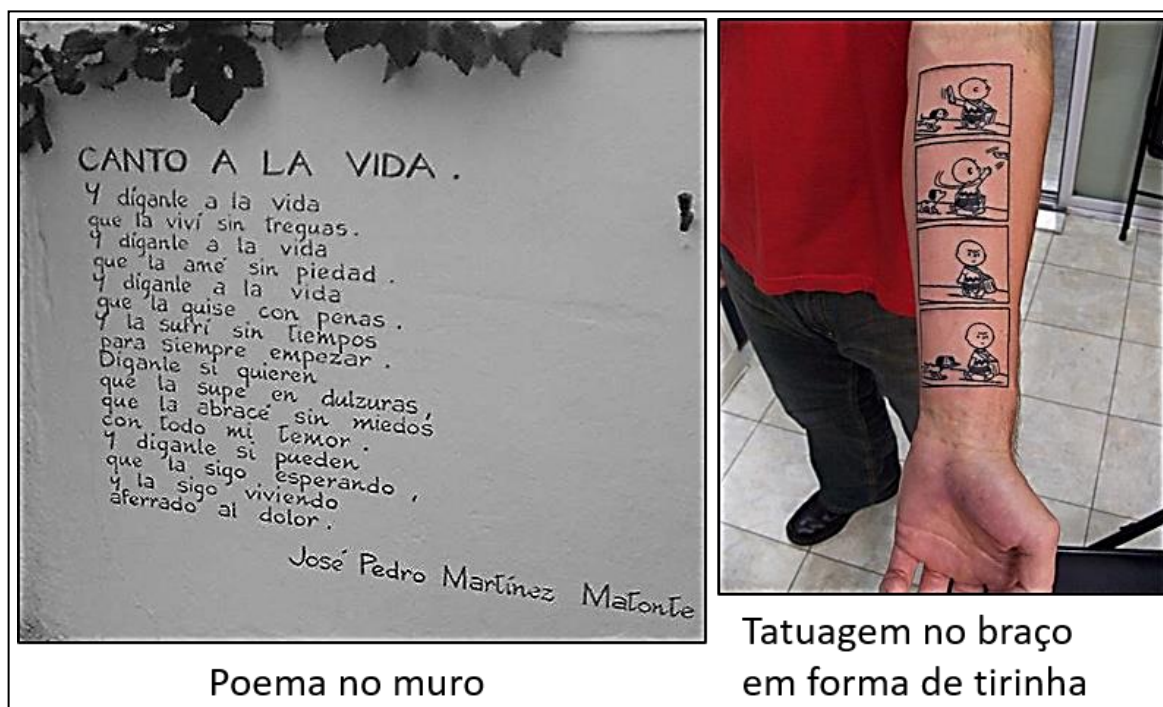 CANTO A LA VIDA.
Y díganle a la vida
que la viví sin treguas.
Y díganle a la vida
que la amé sin piedad.
Y díganle a la vida
que la quise con penas.
Y la sufrí sin tiempos
para siempre empezar.
Díganle si quieren
que la supe en dulzuras,
que la abracé sin miedos
con todo mi temor.
Y díganle si pueden
que la sigo esperando,
y la sigo viviendo
aferrado al dolor.
José Pedro Martínez Matonte
Poema no muro
Tatuagem no braço
em forma de tirinha